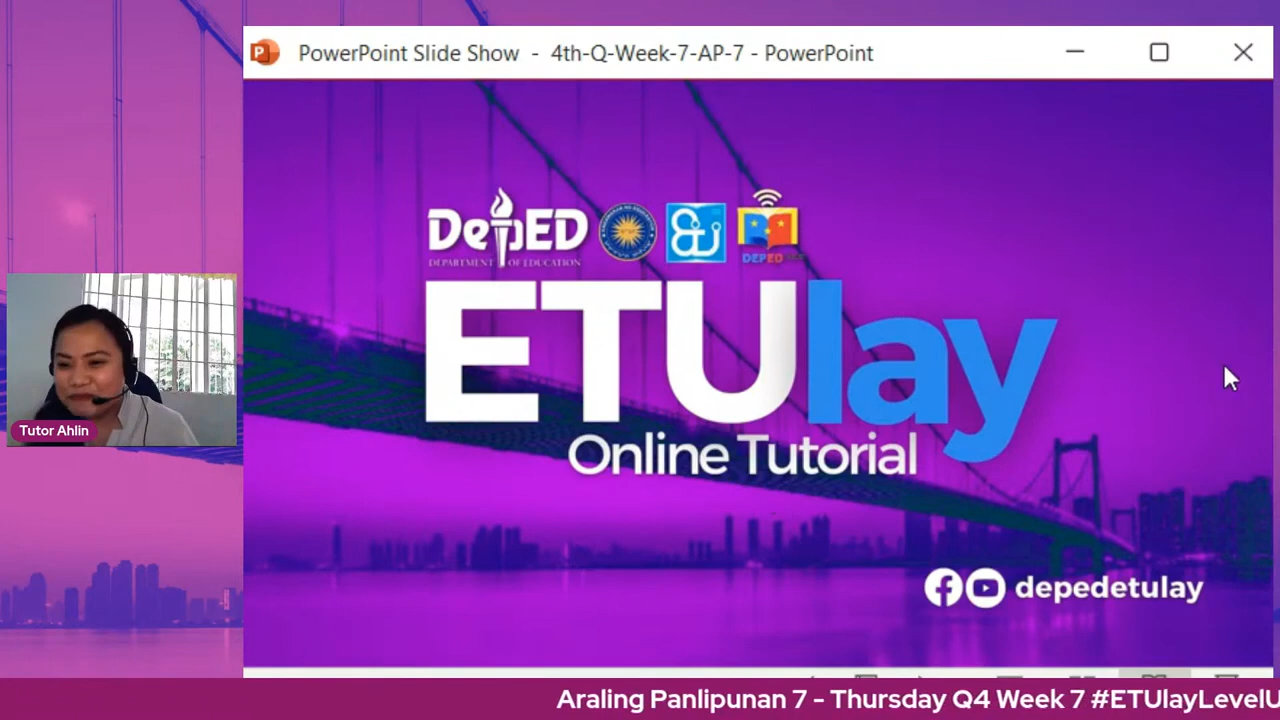 PowerPoint Slide Show - 4th-Q-Week-7-AP-7 - PowerPoint
DepED
DEPARTMENT OF EDUCATION
DEPED
ETUlay
Online Tutorial
Tutor Ahlin
depedetulay
Araling Panlipunan 7 - Thursday Q4 Week 7 #ETUlayLevelU